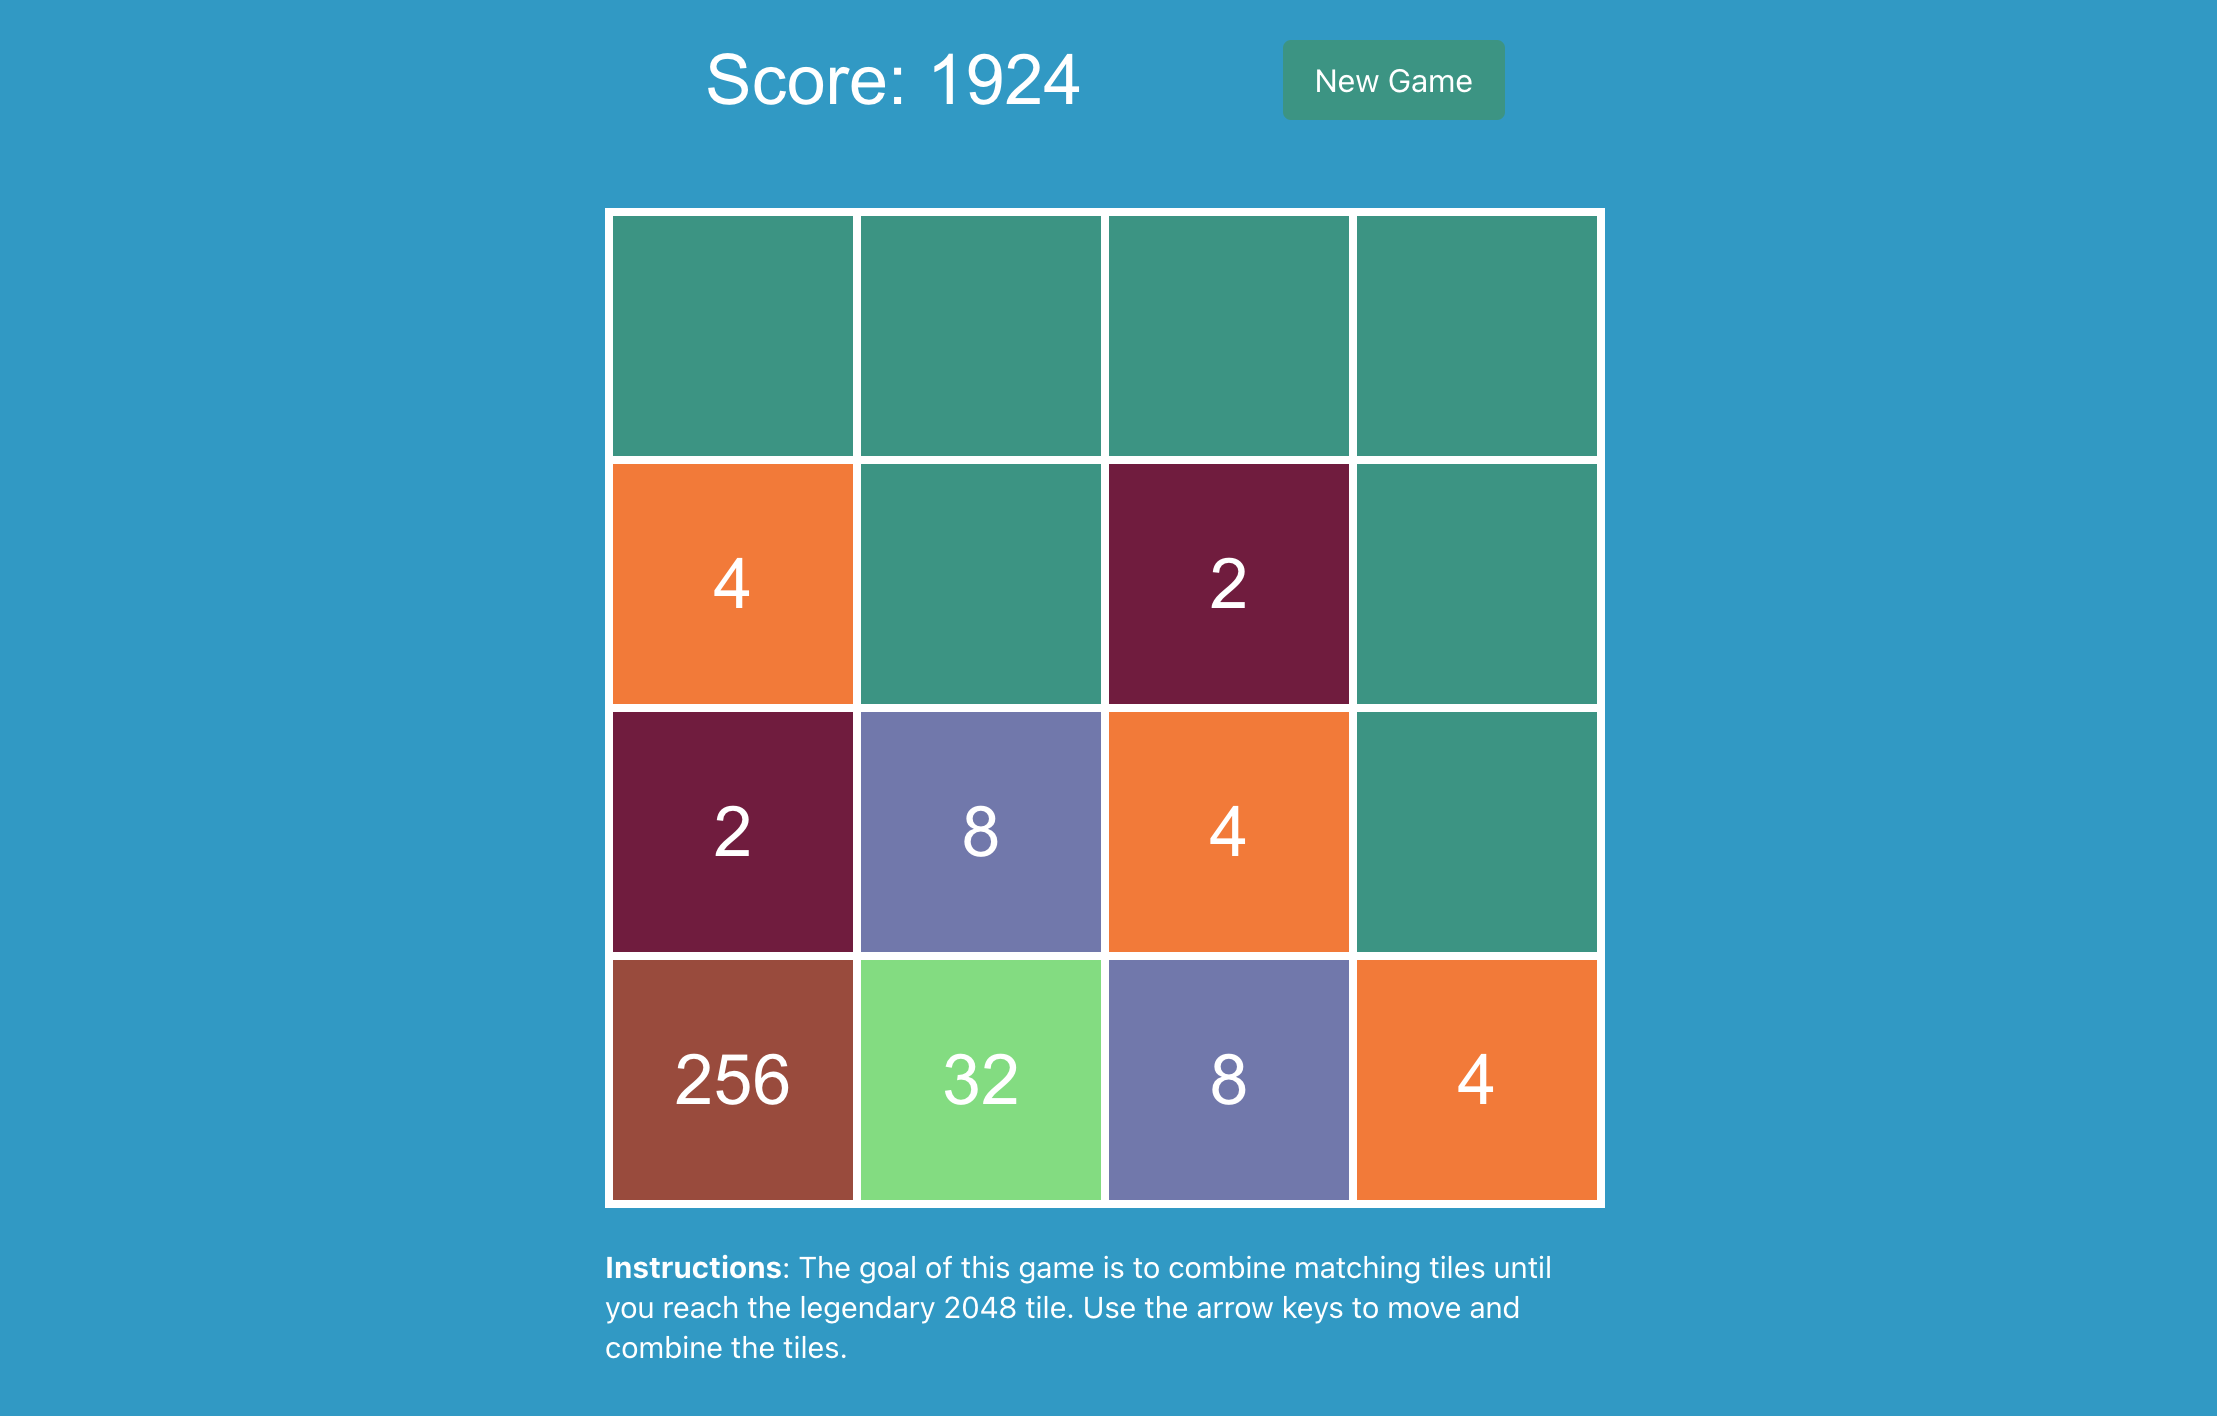 Score: 1924
New Game
4 2
2 8 4
256 32 8 4
Instructions: The goal of this game is to combine matching tiles until
you reach the legendary 2048 tile. Use the arrow keys to move and
combine the tiles.